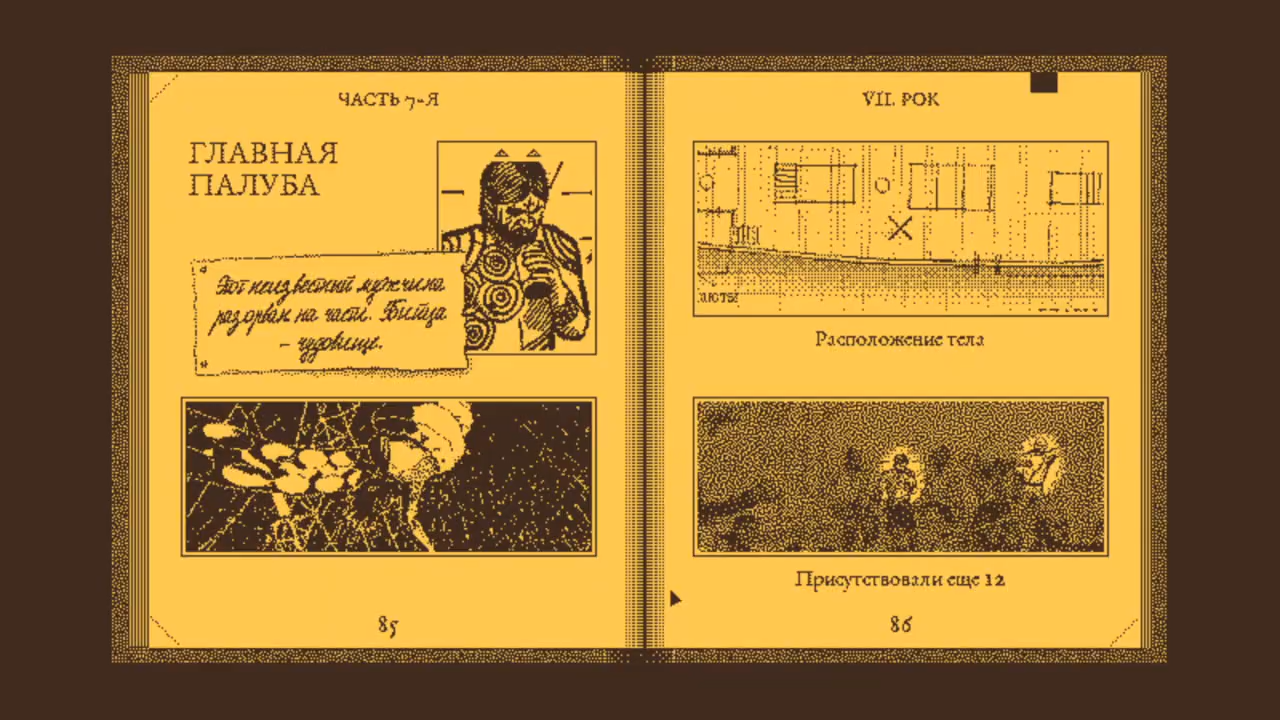 ЧАСТЬ 7-Я
ГЛАВНАЯ
ПАЛУБА
Этот неизвестный мужчина
разорван на части. Убийца
– чудовище.
85
VII. РОК
Расположение тела
Присутствовали еще 12
86